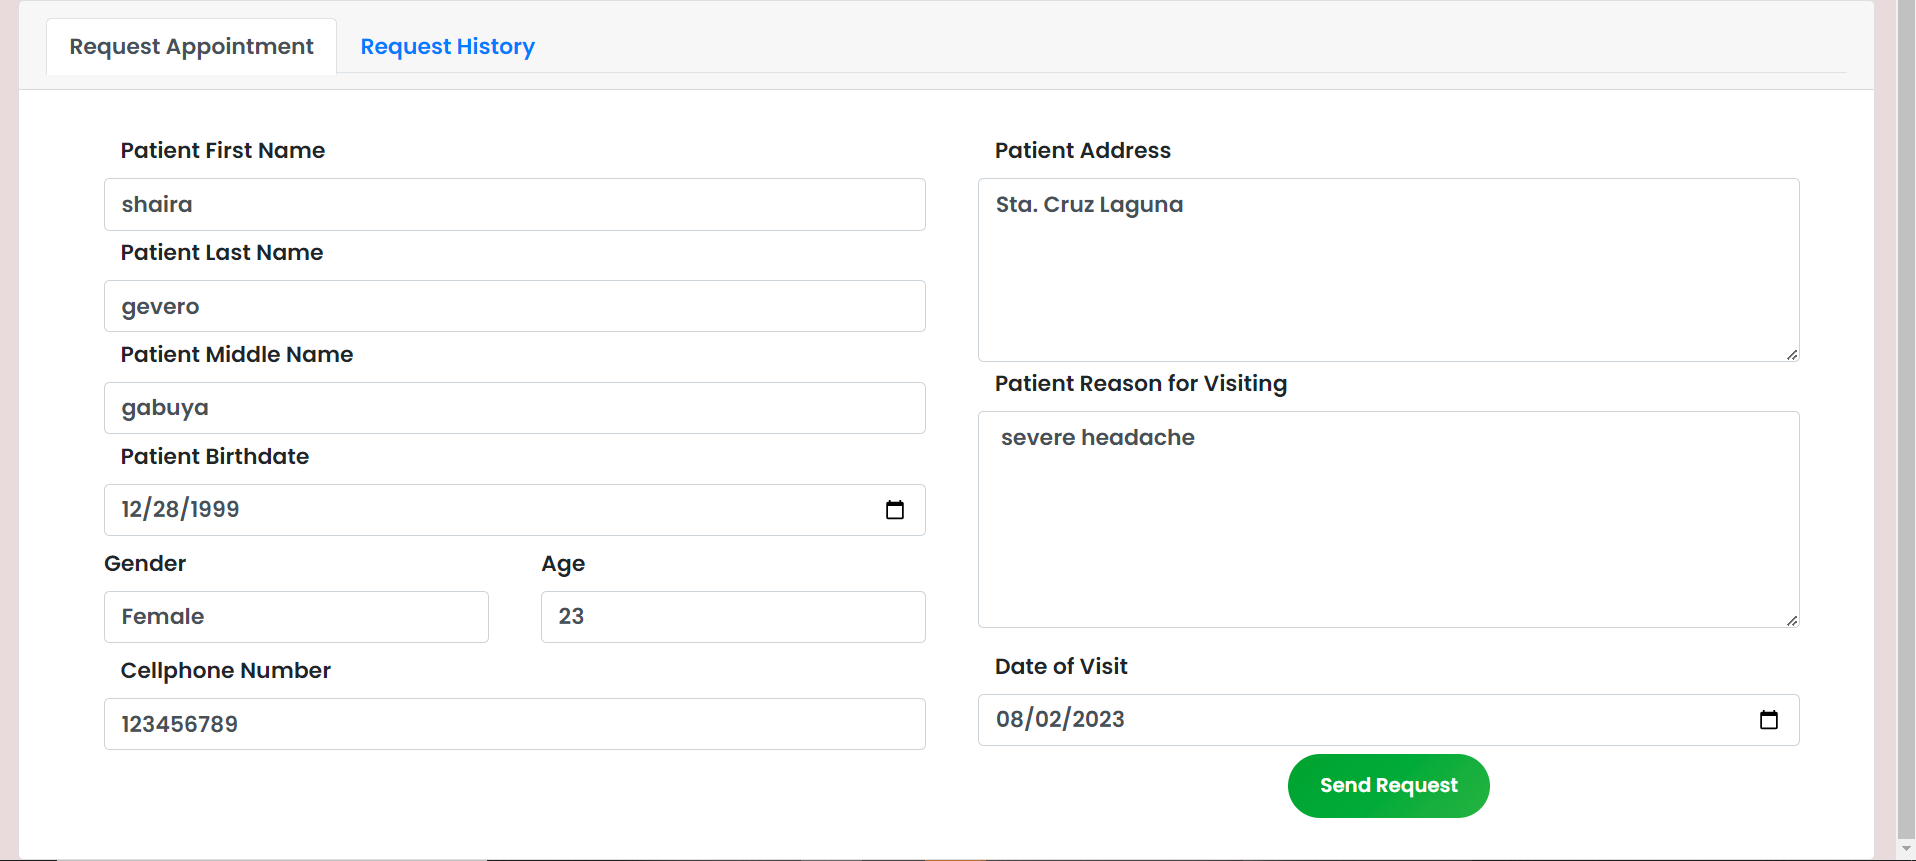 Request Appointment
Request History
Patient First Name
shaira
Patient Last Name
gevero
Patient Middle Name
gabuya
Patient Birthdate
12/28/1999
Gender
Age
Female
23
Cellphone Number
123456789
Patient Address
Sta. Cruz Laguna
Patient Reason for Visiting
severe headache
Date of Visit
08/02/2023
Send Request